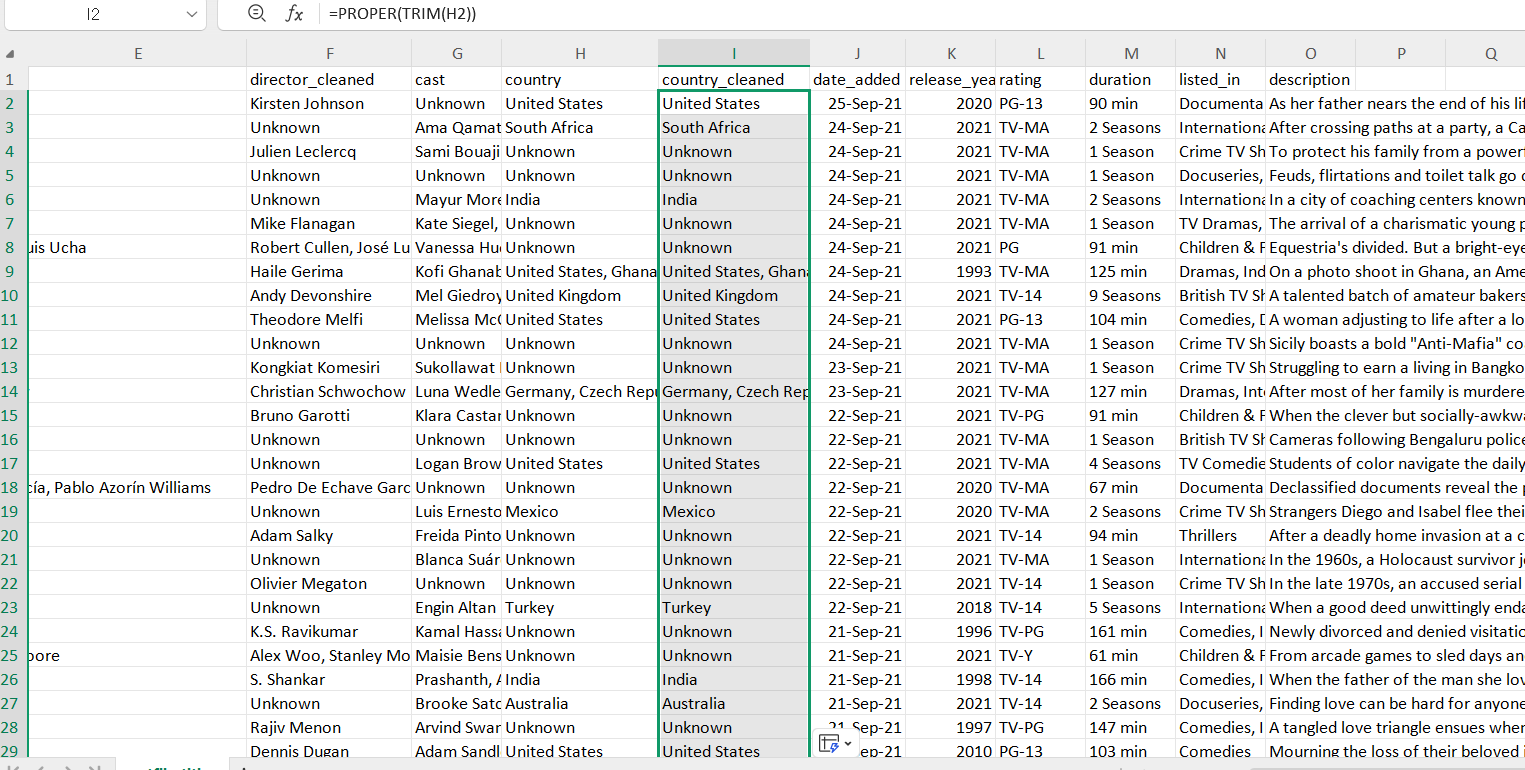 I2 fx =PROPER(TRIM(H2))
E F G H I J K L M N O P Q
1 director_cleaned cast country country_cleaned date_added release_yea rating duration listed_in description
2 Kirsten Johnson Unknown United States United States 25-Sep-21 2020 PG-13 90 min Documenta As her father nears the end of his lif
3 Unknown Ama Qamat South Africa South Africa 24-Sep-21 2021 TV-MA 2 Seasons Internationa After crossing paths at a party, a Ca
4 Julien Leclercq Sami Bouaji Unknown Unknown 24-Sep-21 2021 TV-MA 1 Season Crime TV Sh To protect his family from a powerf
5 Unknown Unknown Unknown Unknown 24-Sep-21 2021 TV-MA 1 Season Docuseries, Feuds, flirtations and toilet talk go
6 Unknown Mayur More India India 24-Sep-21 2021 TV-MA 2 Seasons Internationa In a city of coaching centers known
7 Mike Flanagan Kate Siegel, Unknown Unknown 24-Sep-21 2021 TV-MA 1 Season TV Dramas, The arrival of a charismatic young p
8 uis Ucha Robert Cullen, José Lu Vanessa Hu Unknown Unknown 24-Sep-21 2021 PG 91 min Children & F Equestria's divided. But a bright-eye
9 Haile Gerima Kofi Ghanab United States, Ghana United States, Ghan 24-Sep-21 1993 TV-MA 125 min Dramas, Ind On a photo shoot in Ghana, an Ame
10 Andy Devonshire Mel Giedroy United Kingdom United Kingdom 24-Sep-21 2021 TV-14 9 Seasons British TV Sh A talented batch of amateur bakers
11 Theodore Melfi Melissa McC United States United States 24-Sep-21 2021 PG-13 104 min Comedies, D A woman adjusting to life after a lo
12 Unknown Unknown Unknown Unknown 24-Sep-21 2021 TV-MA 1 Season Crime TV Sh Sicily boasts a bold "Anti-Mafia" co
13 Kongkiat Komesiri Sukollawat Unknown Unknown 23-Sep-21 2021 TV-MA 1 Season Crime TV Sh Struggling to earn a living in Bangko
14 Christian Schwochow Luna Wedle Germany, Czech Repu Germany, Czech Rep 23-Sep-21 2021 TV-MA 127 min Dramas, Int After most of her family is murdere
15 Bruno Garotti Klara Castan Unknown Unknown 22-Sep-21 2021 TV-PG 91 min Children & F When the clever but socially-awkwa
16 Unknown Unknown Unknown Unknown 22-Sep-21 2021 TV-MA 1 Season British TV Sh Cameras following Bengaluru police
17 Unknown Logan Brow United States United States 22-Sep-21 2021 TV-MA 4 Seasons TV Comedie Students of color navigate the daily
18 cía, Pablo Azorín Williams Pedro De Echave Garc Unknown Unknown Unknown 22-Sep-21 2020 TV-MA 67 min Documenta Declassified documents reveal the p
19 Unknown Luis Ernesto Mexico Mexico 22-Sep-21 2020 TV-MA 2 Seasons Crime TV Sh Strangers Diego and Isabel flee thei
20 Adam Salky Freida Pinto Unknown Unknown 22-Sep-21 2021 TV-14 94 min Thrillers After a deadly home invasion at a c
21 Unknown Blanca Suár Unknown Unknown 22-Sep-21 2021 TV-MA 1 Season Internationa In the 1960s, a Holocaust survivor jo
22 Olivier Megaton Unknown Unknown Unknown 22-Sep-21 2021 TV-14 1 Season Crime TV Sh In the late 1970s, an accused serial
23 Unknown Engin Altan Turkey Turkey 22-Sep-21 2018 TV-14 5 Seasons Internationa When a good deed unwittingly enda
24 K.S. Ravikumar Kamal Hassa Unknown Unknown 21-Sep-21 1996 TV-PG 161 min Comedies, I Newly divorced and denied visitatio
25 oore Alex Woo, Stanley Mo Maisie Bens Unknown Unknown 21-Sep-21 2021 TV-Y 61 min Children & F From arcade games to sled days an
26 S. Shankar Prashanth, A India India 21-Sep-21 1998 TV-14 166 min Comedies, I When the father of the man she lov
27 Unknown Brooke Satc Australia Australia 21-Sep-21 2021 TV-14 2 Seasons Docuseries, Finding love can be hard for anyone
28 Rajiv Menon Arvind Swar Unknown Unknown 21-Sep-21 1997 TV-PG 147 min Comedies, I A tangled love triangle ensues when
29 Dennis Dugan Adam Sandl United States United States ep-21 2010 PG-13 103 min Comedies Mourning the loss of their beloved